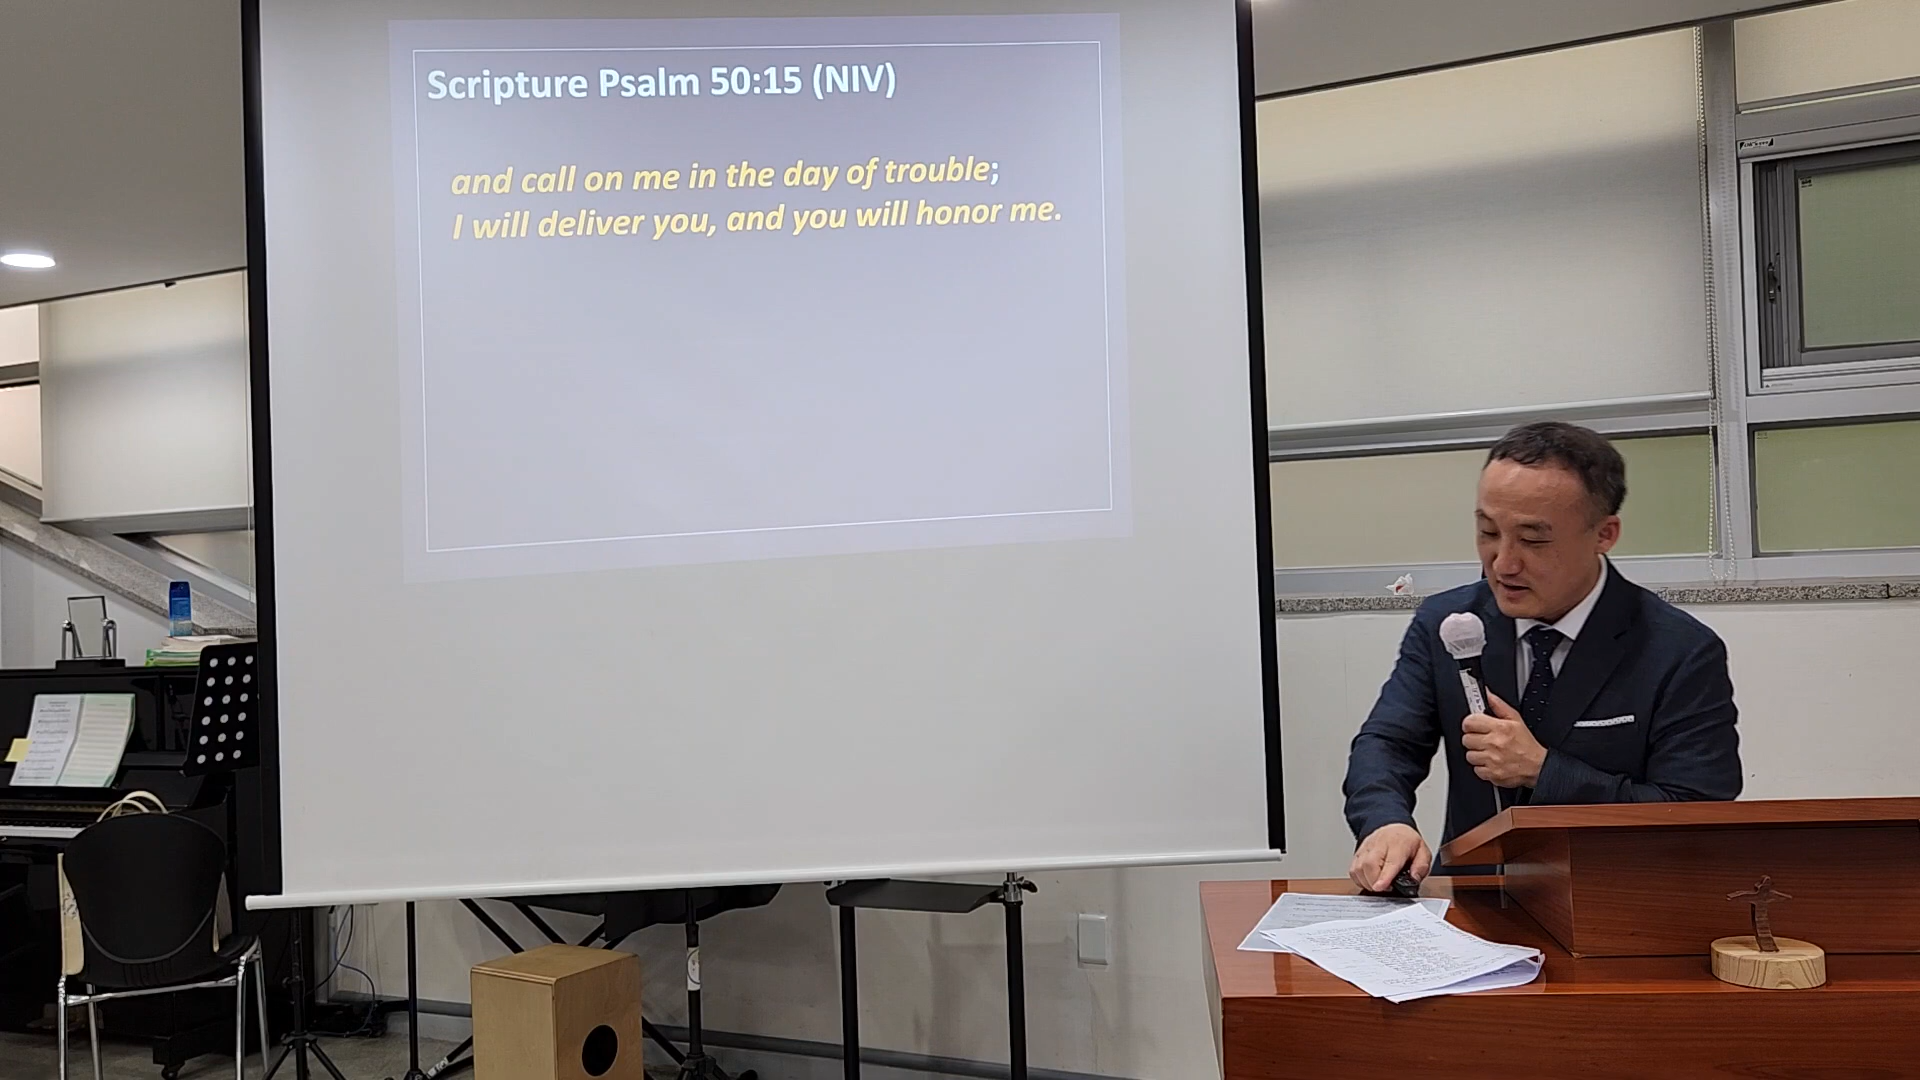 Scripture Psalm 50:15 (NIV)
and call on me in the day of trouble;
I will deliver you, and you will honor me.